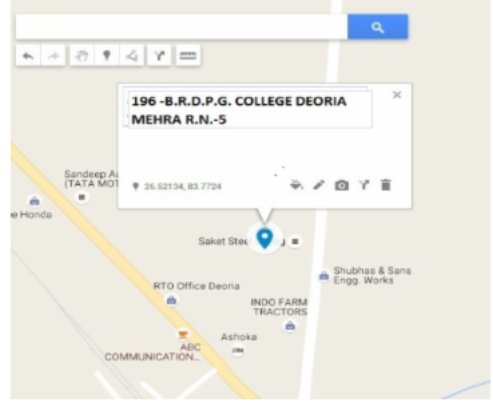 196 -B.R.D.P.G. COLLEGE DEORIA
MEHRA R.N.-5
26.52134, 83.7724
Sandeep
(TATA MOT
Honda
Saket
Shubhas & Sans
Engg. Works
RTO Office Deoria
INDO FARM
TRACTORS
Ashoka
ABC
COMMUNICATION...